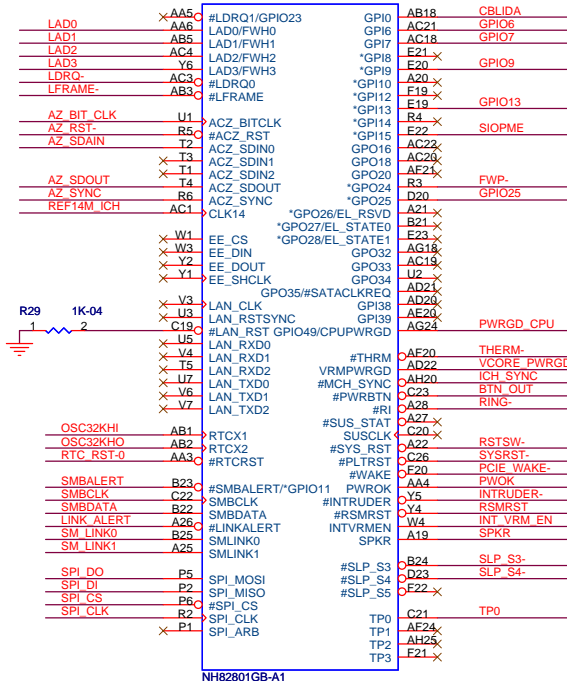 AA5 #LDRQ1/GPIO23 GPI0 AB18 CBLIDA
LAD0 AA6 LAD0/FWH0 GPI6 AC21 GPIO6
LAD1 AB5 LAD1/FWH1 GPI7 AC18 GPIO7
LAD2 AC4 LAD2/FWH2 *GPI8 E21
LAD3 Y6 LAD3/FWH3 *GPI9 E20 GPIO9
LDRQ- AC3 #LDRQ0 *GPI10 A20
LFRAME- AB3 #LFRAME *GPI12 F19
*GPI13 E19 GPIO13
AZ_BIT_CLK U1 ACZ_BITCLK *GPI14 R4
AZ_RST- R5 #ACZ_RST *GPI15 E22 SIOPME
AZ_SDAIN T2 ACZ_SDIN0 GPO16 AC22
T3 ACZ_SDIN1 GPO18 AC20
T1 ACZ_SDIN2 GPO20 AF21
AZ_SDOUT T4 ACZ_SDOUT *GPO24 R3 FWP-
AZ_SYNC R6 ACZ_SYNC *GPO25 D20 GPIO25
REF14M_ICH AC1 CLK14 *GPO26/EL_RSVD A21
*GPO27/EL_STATE0 B21
W1 EE_CS *GPO28/EL_STATE1 E23
W3 EE_DIN GPO32 AG18
Y2 EE_DOUT GPO33 AC19
Y1 EE_SHCLK GPO34 U2
GPO35/#SATACLKREQ AD21
V3 LAN_CLK GPI38 AD20
U3 LAN_RSTSYNC GPI39 AE20
R29 1K-04 1 2 C19 #LAN_RST GPIO49/CPUPWRGD AG24 PWRGD_CPU
U5 LAN_RXD0
V4 LAN_RXD1 #THRM AF20 THERM-
T5 LAN_RXD2 VRMPWRGD AD22 VCORE_PWRGD
U7 LAN_TXD0 #MCH_SYNC AH20 ICH_SYNC
V6 LAN_TXD1 #PWRBTN C23 BTN_OUT
V7 LAN_TXD2 #RI A28 RING-
#SUS_STAT A27
OSC32KHI AB1 RTCX1 SUSCLK C20
OSC32KHO AB2 RTCX2 #SYS_RST A22 RSTSW-
RTC_RST-0 AA3 #RTCRST #PLTRST C26 SYSRST-
#WAKE F20 PCIE_WAKE-
SMBALERT B23 #SMBALERT/*GPIO11 PWROK AA4 PWOK
SMBCLK C22 SMBCLK #INTRUDER Y5 INTRUDER-
SMBDATA B22 SMBDATA #RSMRST Y4 RSMRST
LINK_ALERT A26 #LINKALERT INTVRMEN W4 INT_VRM_EN
SM_LINK0 B25 SMLINK0 SPKR A19 SPKR
SM_LINK1 A25 SMLINK1
#SLP_S3 B24 SLP_S3-
SPI_DO P5 SPI_MOSI #SLP_S4 D23 SLP_S4-
SPI_DI P2 SPI_MISO #SLP_S5 F22
SPI_CS P6 #SPI_CS
SPI_CLK R2 SPI_CLK TP0 C21 TP0
P1 SPI_ARB TP1 AF24
TP2 AH25
TP3 F21
NH82801GB-A1